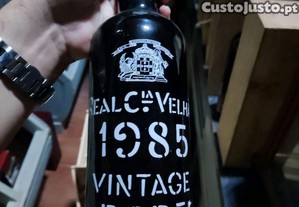 CustoJusto.pt
REAL CIA VELHA
1985
VINTAGE